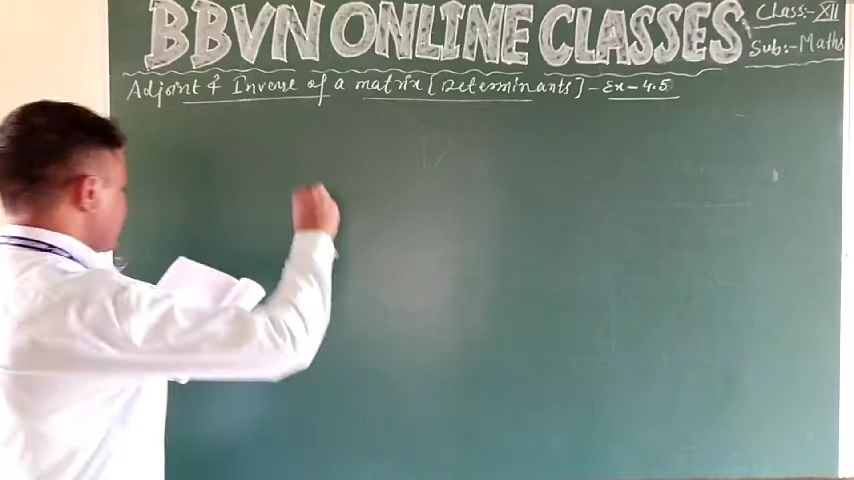 BBVN ONLINE CLASSES
Class:- XII
Sub:- Maths
Adjoint & Inverse of a matrix [Determinants] - Ex - 4.5